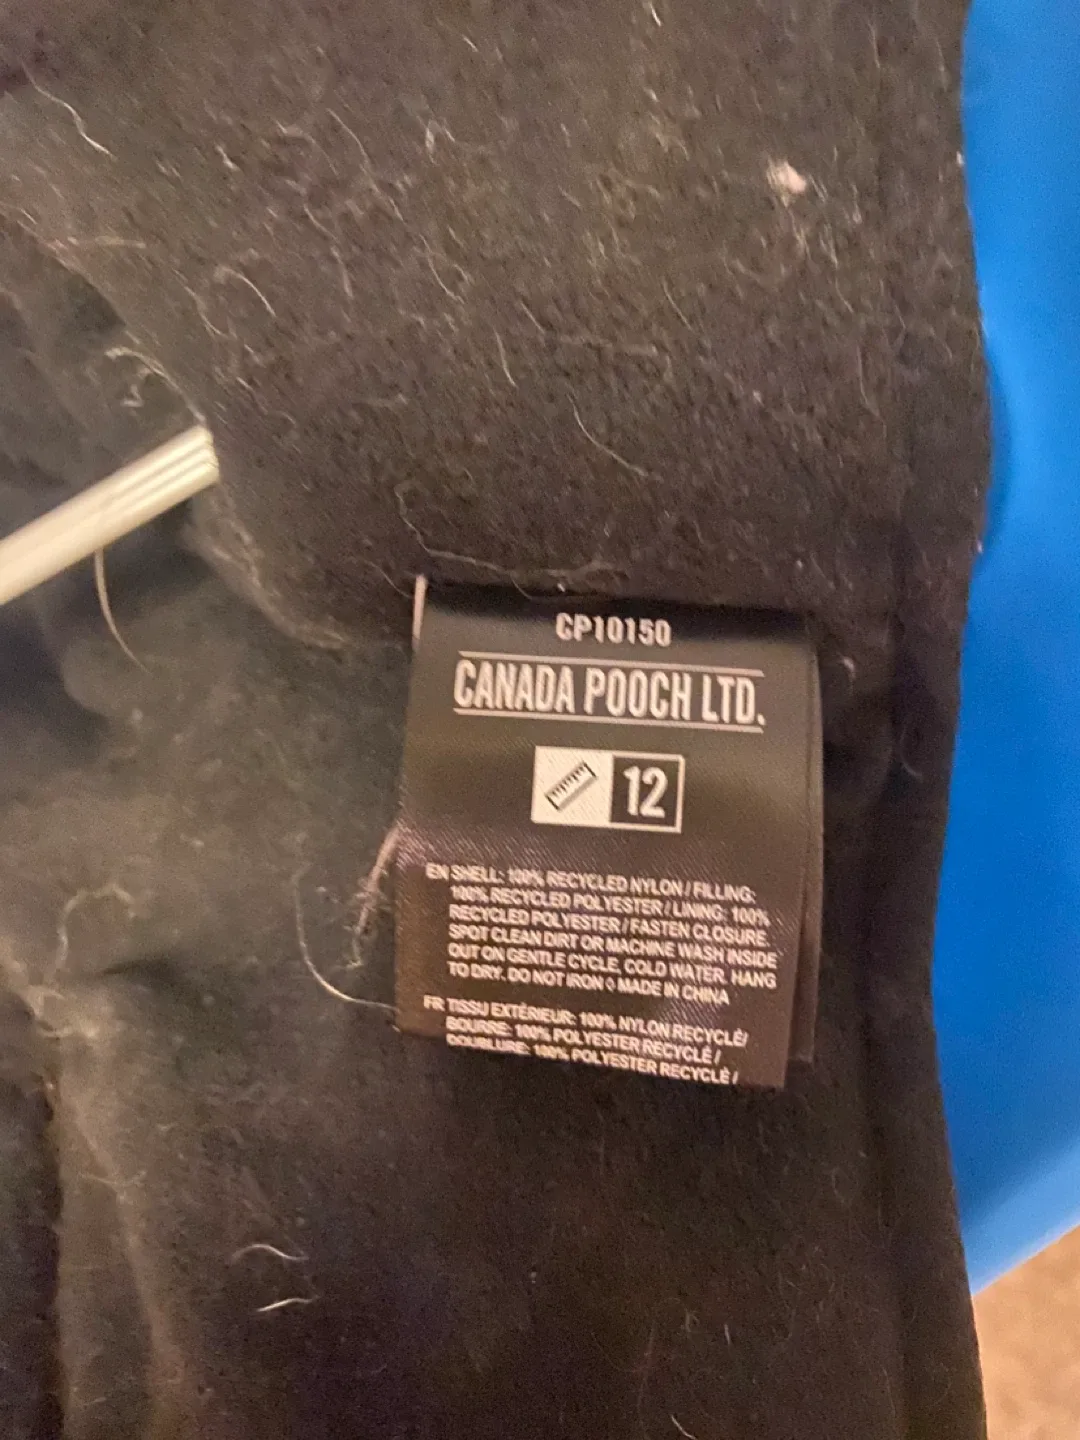 CP10150
CANADA POOCH LTD.
12
EN SHELL: 100% RECYCLED NYLON / FILLING:
100% RECYCLED POLYESTER / LINING: 100%
RECYCLED POLYESTER / FASTEN CLOSURE.
SPOT CLEAN DIRT OR MACHINE WASH INSIDE
OUT ON GENTLE CYCLE, COLD WATER. HANG
TO DRY. DO NOT IRON ◊ MADE IN CHINA
FR TISSU EXTÉRIEUR: 100% NYLON RECYCLÉ/
BOURRE: 100% POLYESTER RECYCLÉ /
DOUBLURE: 100% POLYESTER RECYCLÉ /